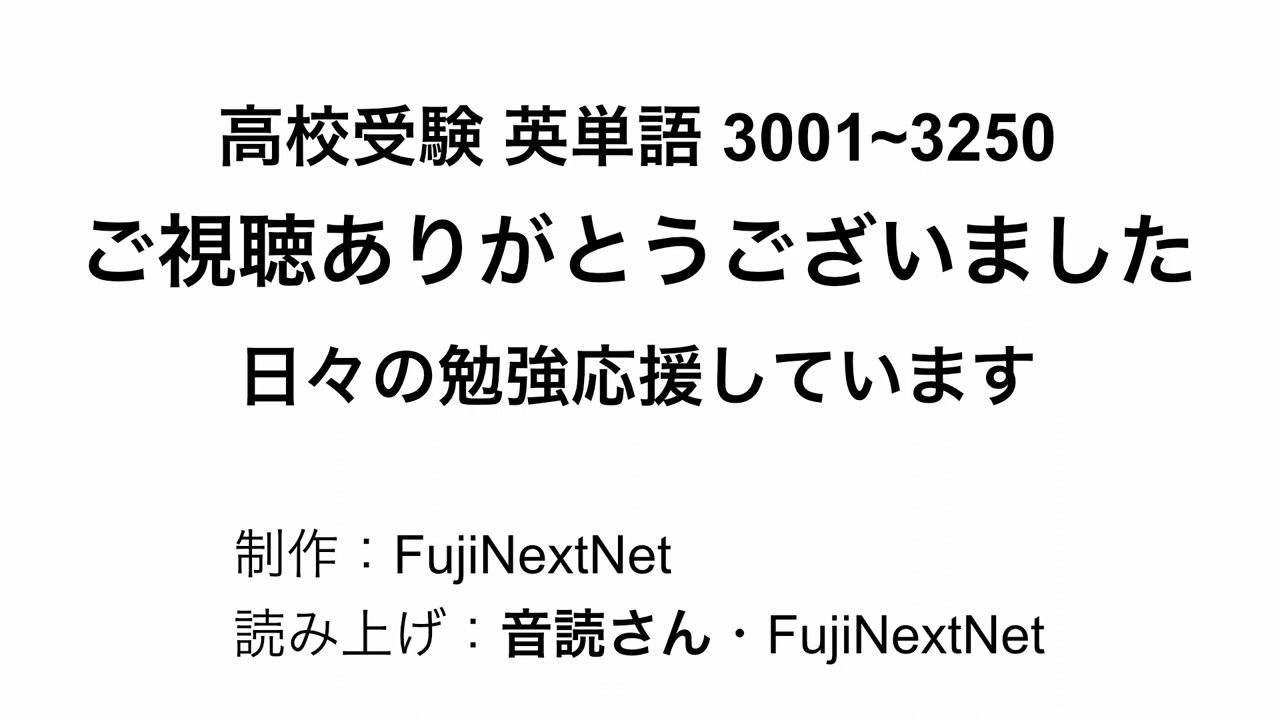 高校受験 英単語 3001~3250
ご視聴ありがとうございました
日々の勉強応援しています
制作：FujiNextNet
読み上げ：音読さん・FujiNextNet